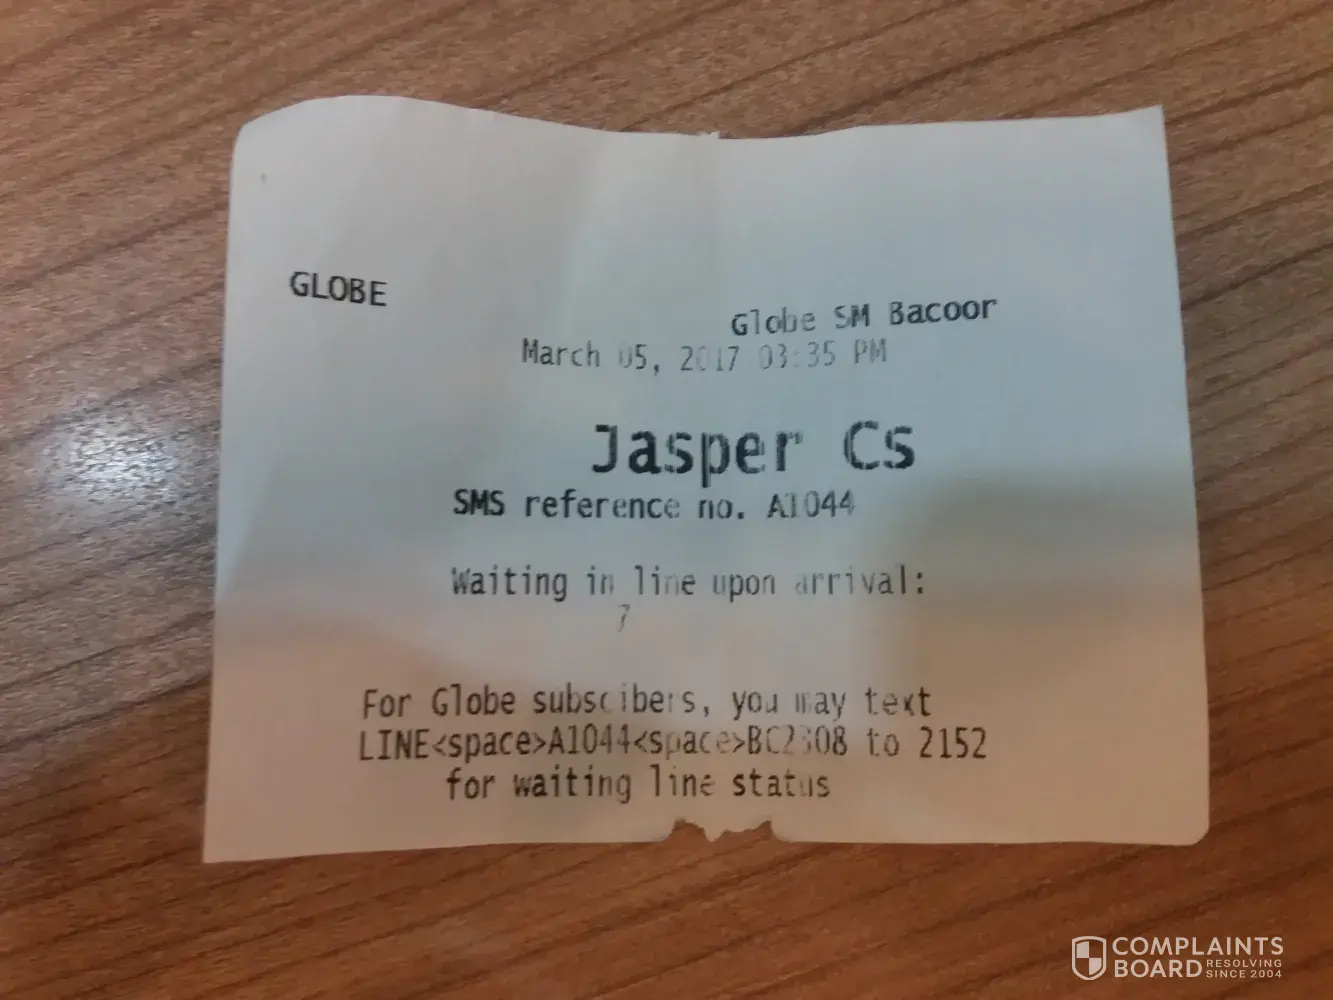 GLOBE
Globe SM Bacoor
March 05, 2017 03:35 PM
Jasper Cs
SMS reference no. A1044
Waiting in line upon arrival:
7
For Globe subscibers, you may text
LINE<space>A1044<space>BC2308 to 2152
for waiting line status
COMPLAINTS
BOARD RESOLVING SINCE 2004